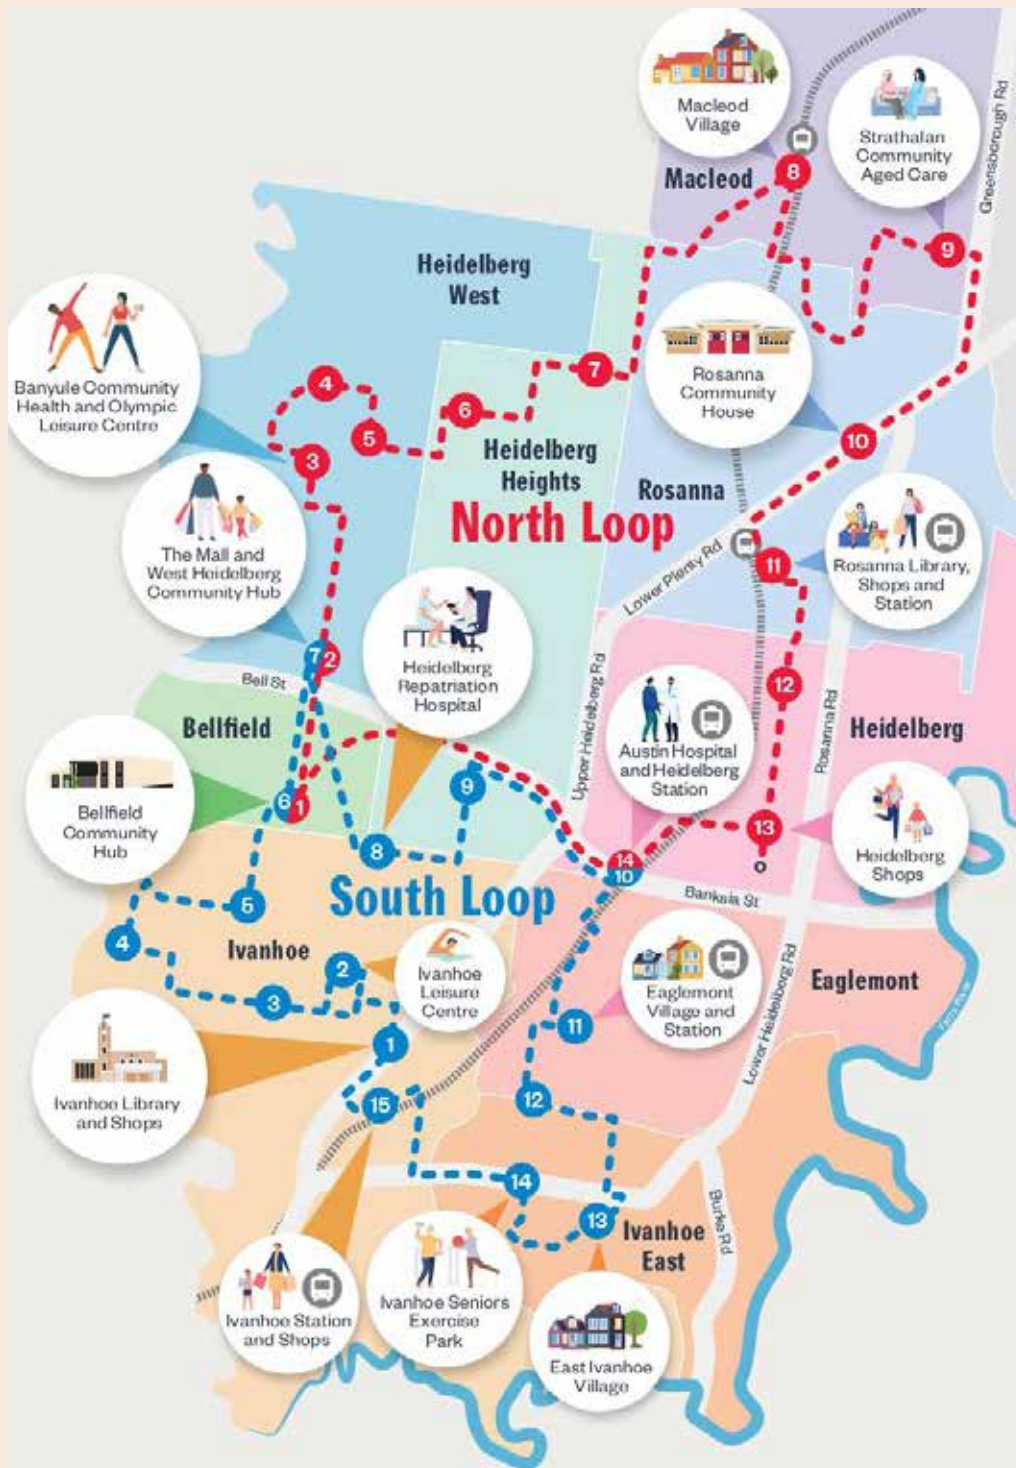 Macleod
Village
Strathalan
Community
Aged Care
Greensborough Rd
Macleod
8
9
Heidelberg
West
Banyule Community
Health and Olympic
Leisure Centre
4
5
3
6
7
Rosanna
Community
House
10
Heidelberg
Heights
Rosanna
North Loop
The Mall and
West Heidelberg
Community Hub
Lower Plenty Rd
11
Rosanna Library,
Shops and
Station
Heidelberg
Repatriation
Hospital
7 2
Bell St
Bellfield
Upper Heidelberg Rd
12
Rosanna Rd
Heidelberg
Austin Hospital
and Heidelberg
Station
Bellfield
Community
Hub
6 1
9
8
13
Heidelberg
Shops
14
10
Banksia St
South Loop
5
4
Ivanhoe
2
3
Ivanhoe
Leisure
Centre
Eaglemont
Village and
Station
Eaglemont
Lower Heidelberg Rd
Yarra River
11
1
Ivanhoe Library
and Shops
15
12
14
13
Ivanhoe
East
Burke Rd
Ivanhoe Station
and Shops
Ivanhoe Seniors
Exercise
Park
East Ivanhoe
Village